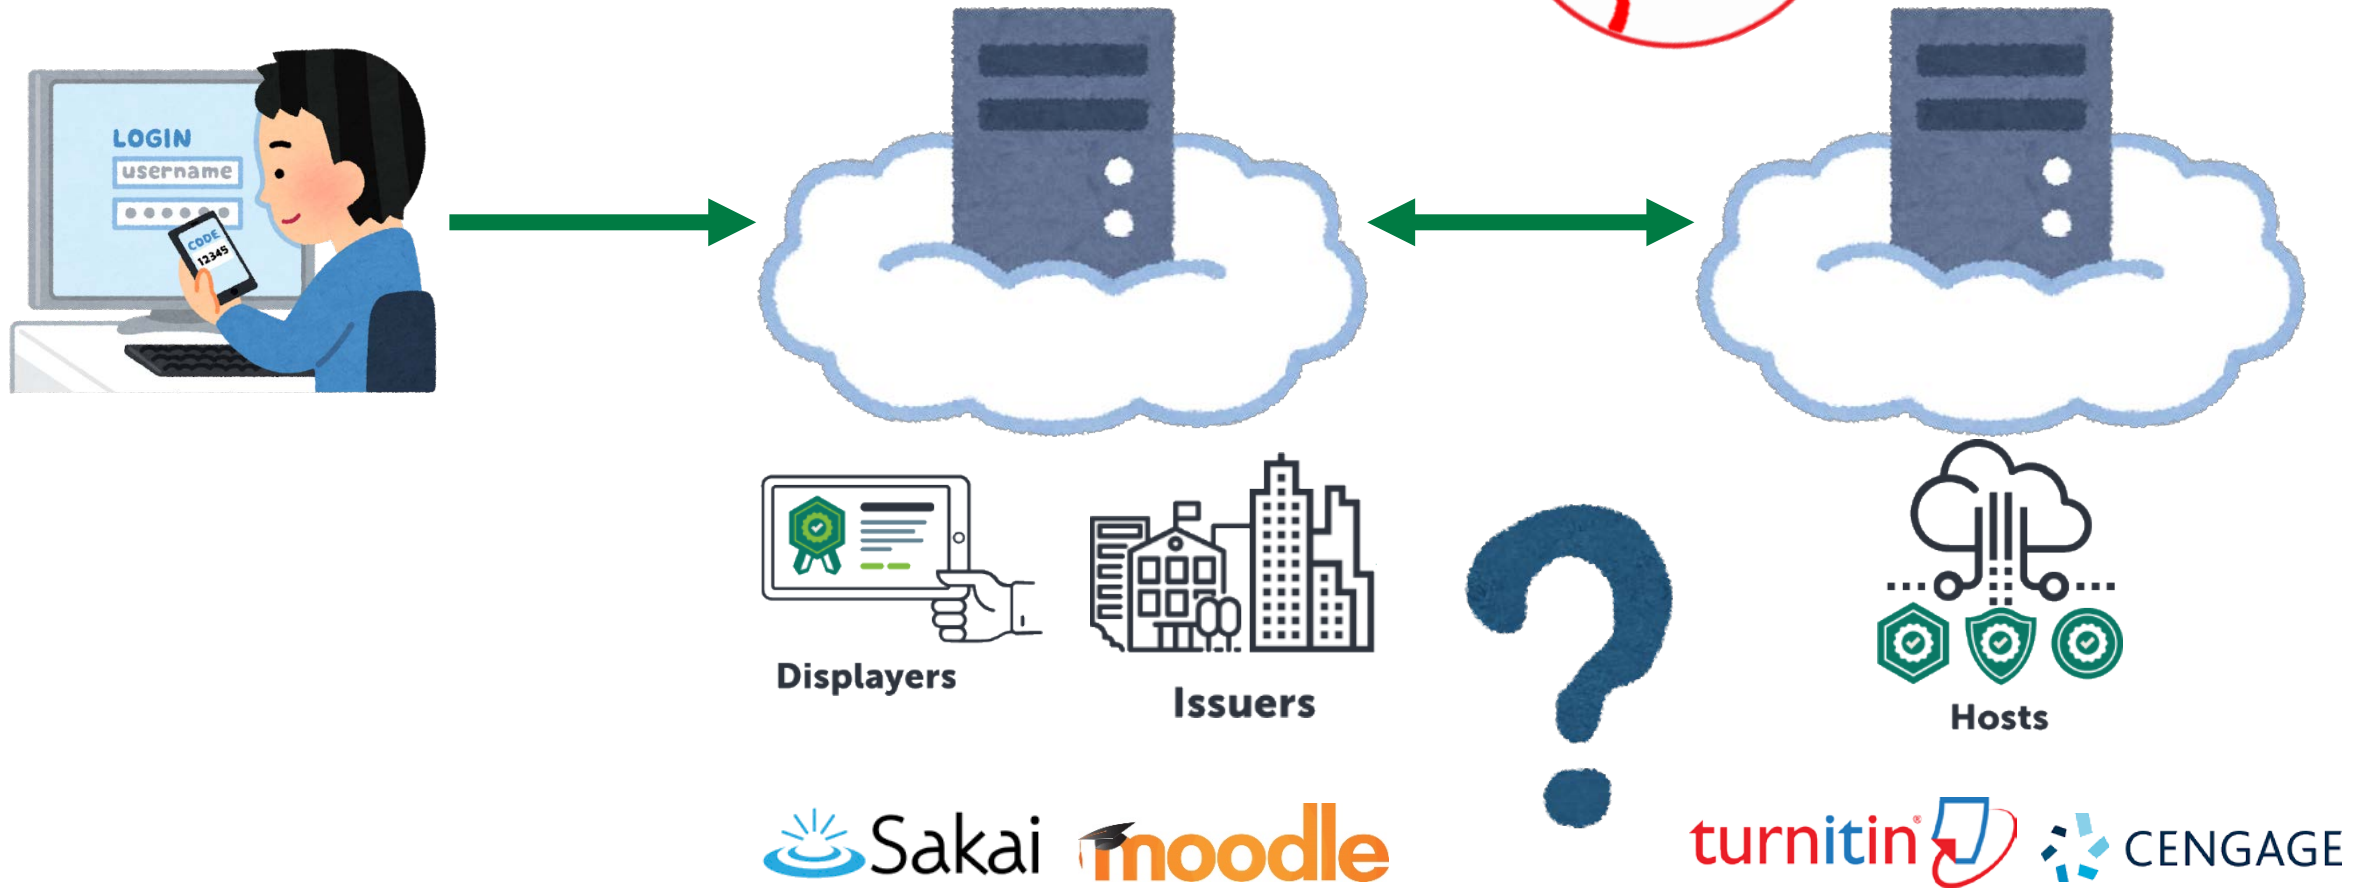 LOGIN
username
CODE
12345
Displayers
Issuers
Hosts
?
Sakai
moodle
turnitin®
CENGAGE